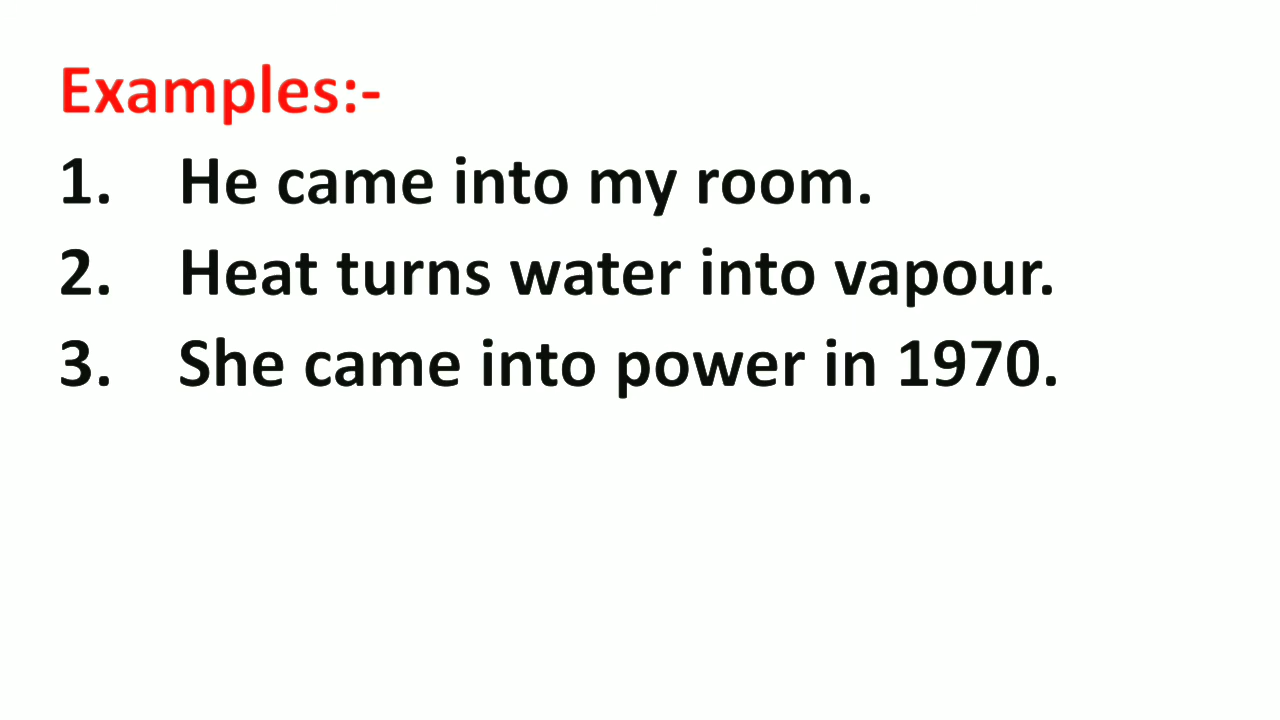 Examples:-
1. He came into my room.
2. Heat turns water into vapour.
3. She came into power in 1970.